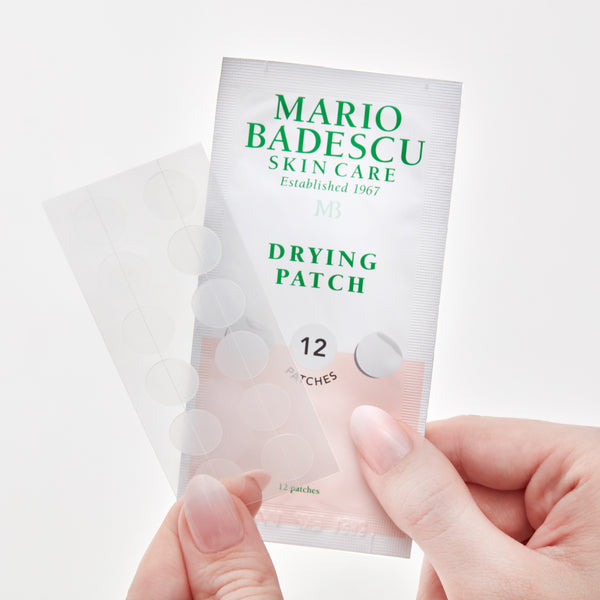 MARIO
BADESCU
SKIN CARE
Established 1967
MB
DRYING
PATCH
12
PATCHES
12 patches